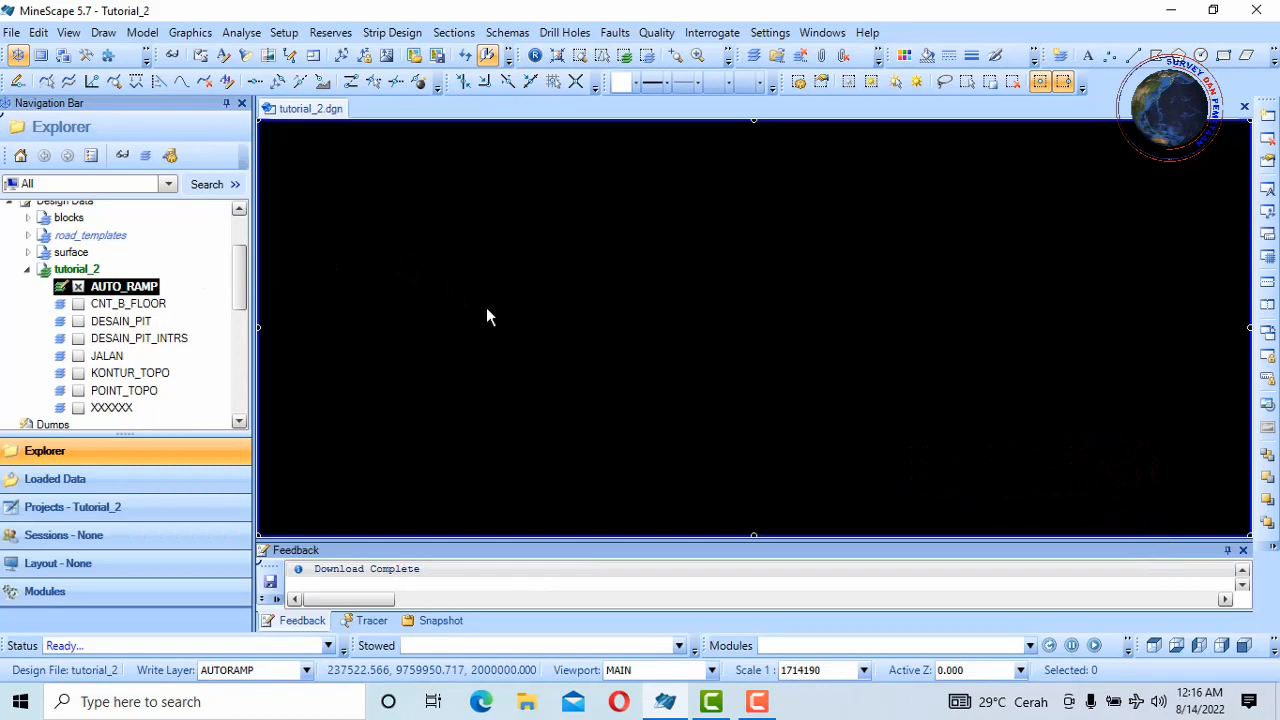 MineScape 5.7 - Tutorial_2
File Edit View Draw Model Graphics Analyse Setup Reserves Strip Design Sections Schemas Drill Holes Faults Quality Interrogate Settings Windows Help
Navigation Bar
tutorial_2.dgn
Explorer
All
Search »
Design Data
blocks
road_templates
surface
tutorial_2
AUTO_RAMP
CNT_B_FLOOR
DESAIN_PIT
DESAIN_PIT_INTRS
JALAN
KONTUR_TOPO
POINT_TOPO
XXXXXX
Dumps
Explorer
Loaded Data
Projects - Tutorial_2
Sessions - None
Layout - None
Modules
Feedback
Download Complete
Feedback Tracer Snapshot
Status Ready... Stowed Modules
Design File: tutorial_2 Write Layer: AUTORAMP 237522.566, 9759950.717, 2000000.000 Viewport: MAIN Scale 1: 1714190 Active Z: 0.000 Selected: 0
Type here to search
29°C Cerah
12:16 AM
8/14/2022